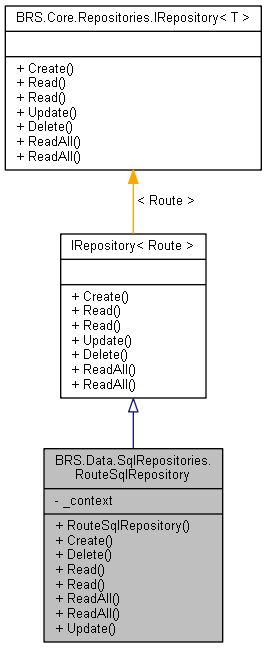 BRS.Core.Repositories.IRepository< T >
+ Create()
+ Read()
+ Read()
+ Update()
+ Delete()
+ ReadAll()
+ ReadAll()
< Route >
IRepository< Route >
+ Create()
+ Read()
+ Read()
+ Update()
+ Delete()
+ ReadAll()
+ ReadAll()
BRS.Data.SqlRepositories.
RouteSqlRepository
- _context
+ RouteSqlRepository()
+ Create()
+ Delete()
+ Read()
+ Read()
+ ReadAll()
+ ReadAll()
+ Update()